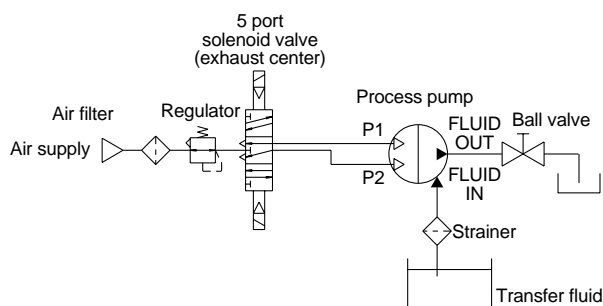 5 port
solenoid valve
(exhaust center)
Air filter
Regulator
Process pump
Ball valve
Air supply
P1
P2
FLUID
OUT
FLUID
IN
Strainer
Transfer fluid